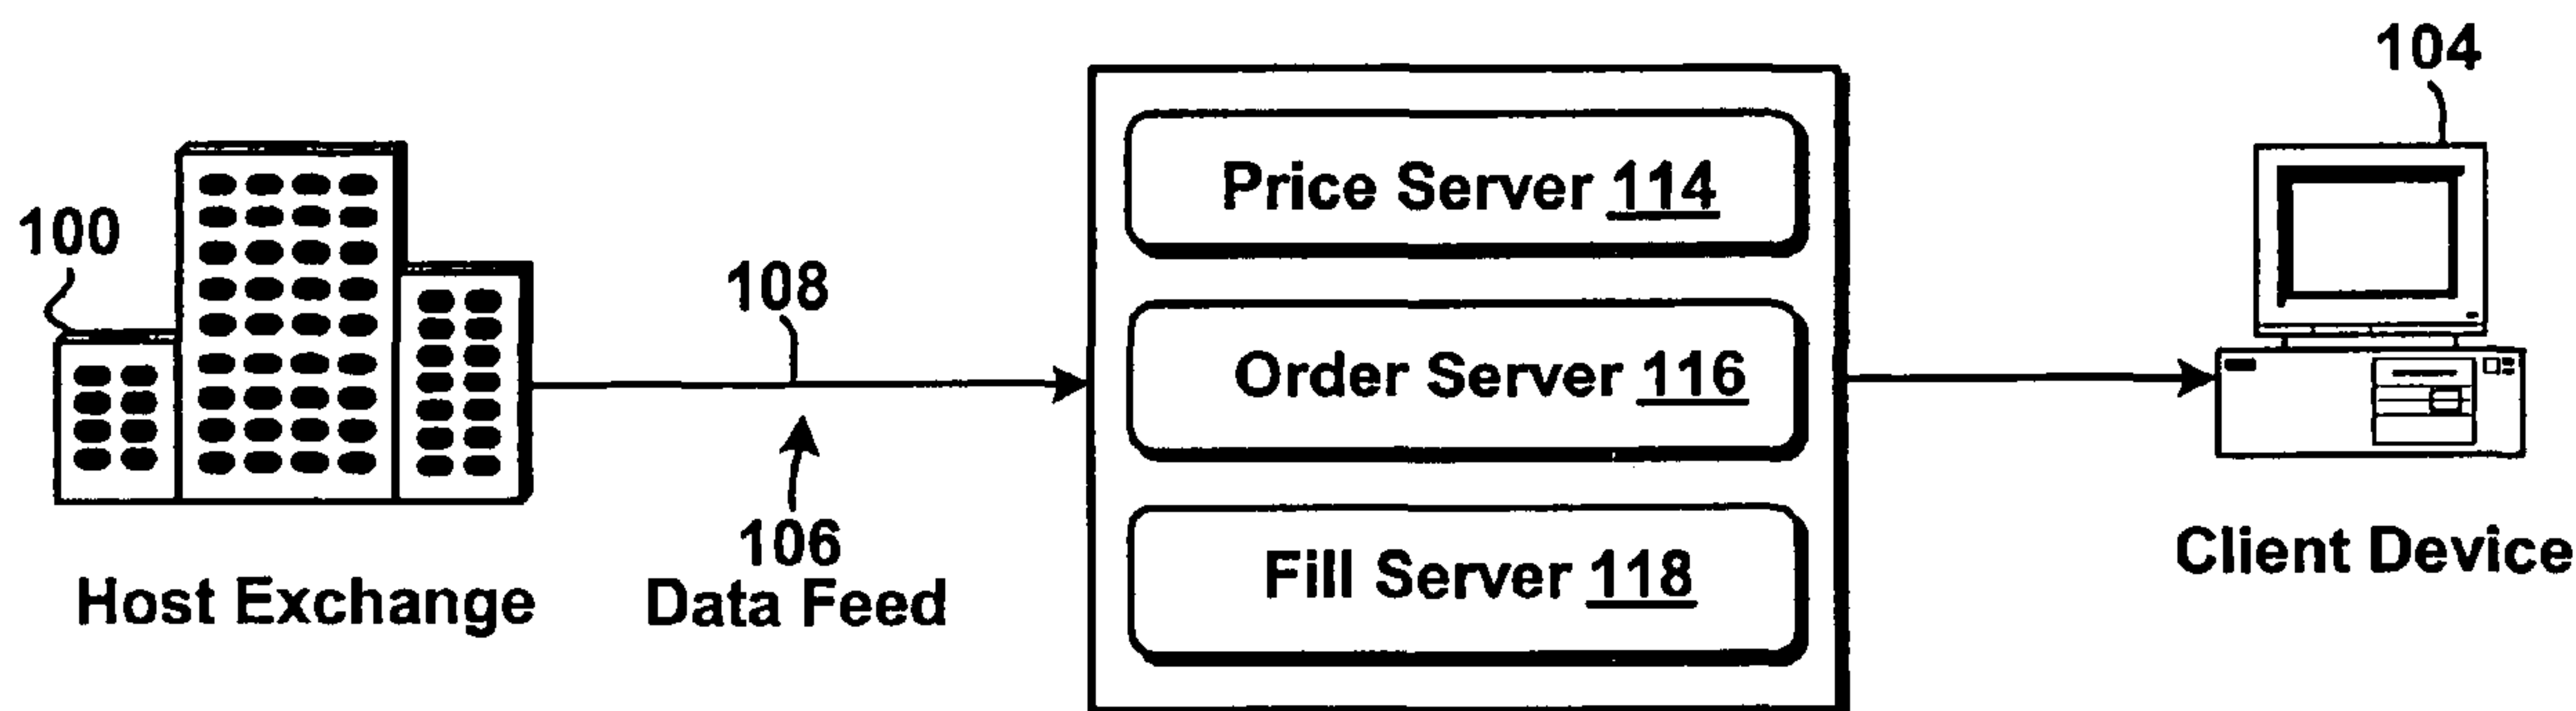 104
Price Server 114
100
108
Order Server 116
106
Data Feed
Host Exchange
Fill Server 118
Client Device